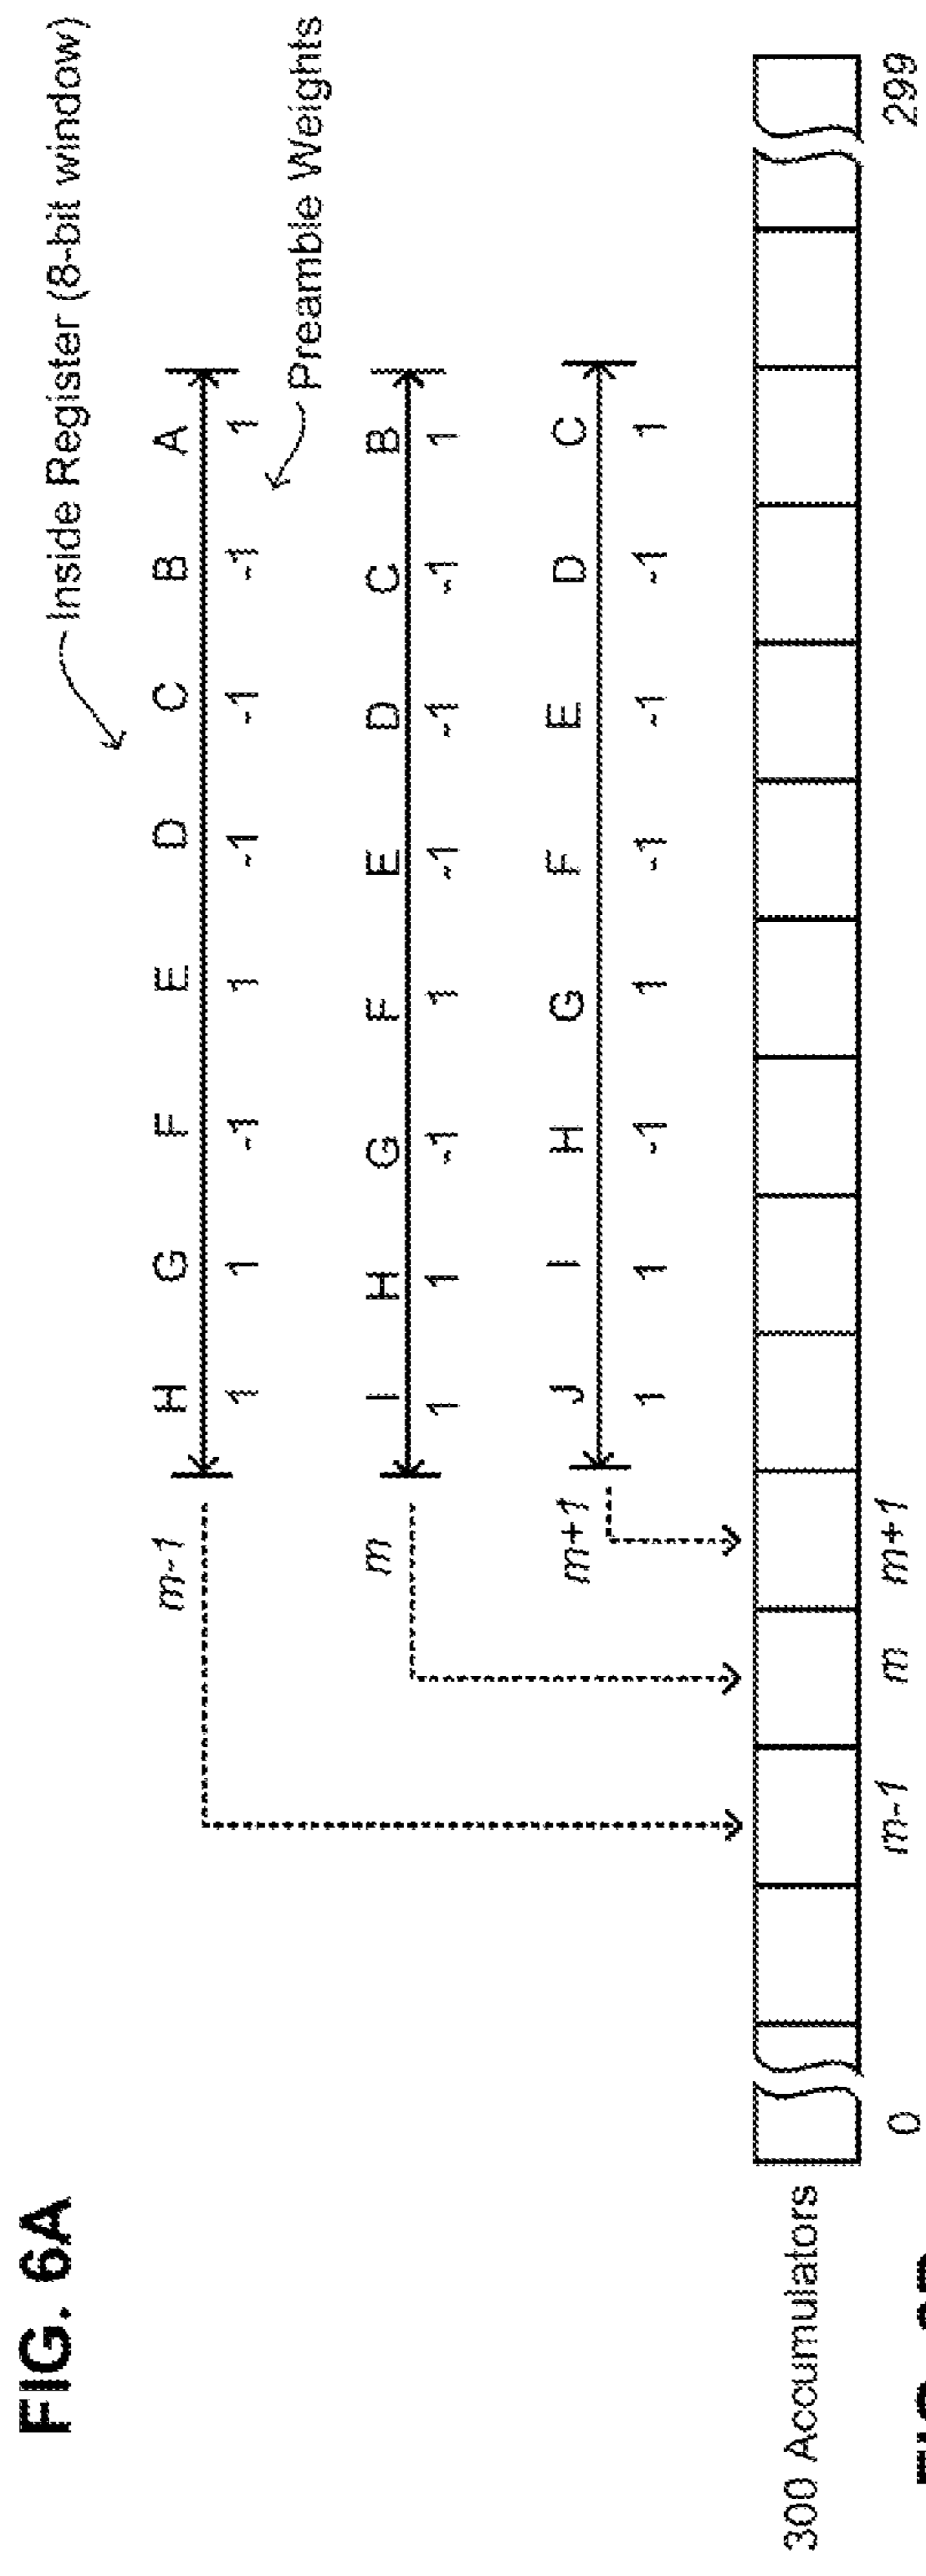 FIG. 6A
Inside Register (8-bit window)
H G F E D C B A
1 1 -1 1 -1 -1 -1 1
Preamble Weights
m-1
I H G F E D C B
1 1 -1 1 -1 -1 -1 1
m
J I H G F E D C
1 1 -1 1 -1 -1 -1 1
m+1
300 Accumulators
0 m-1 m m+1 299